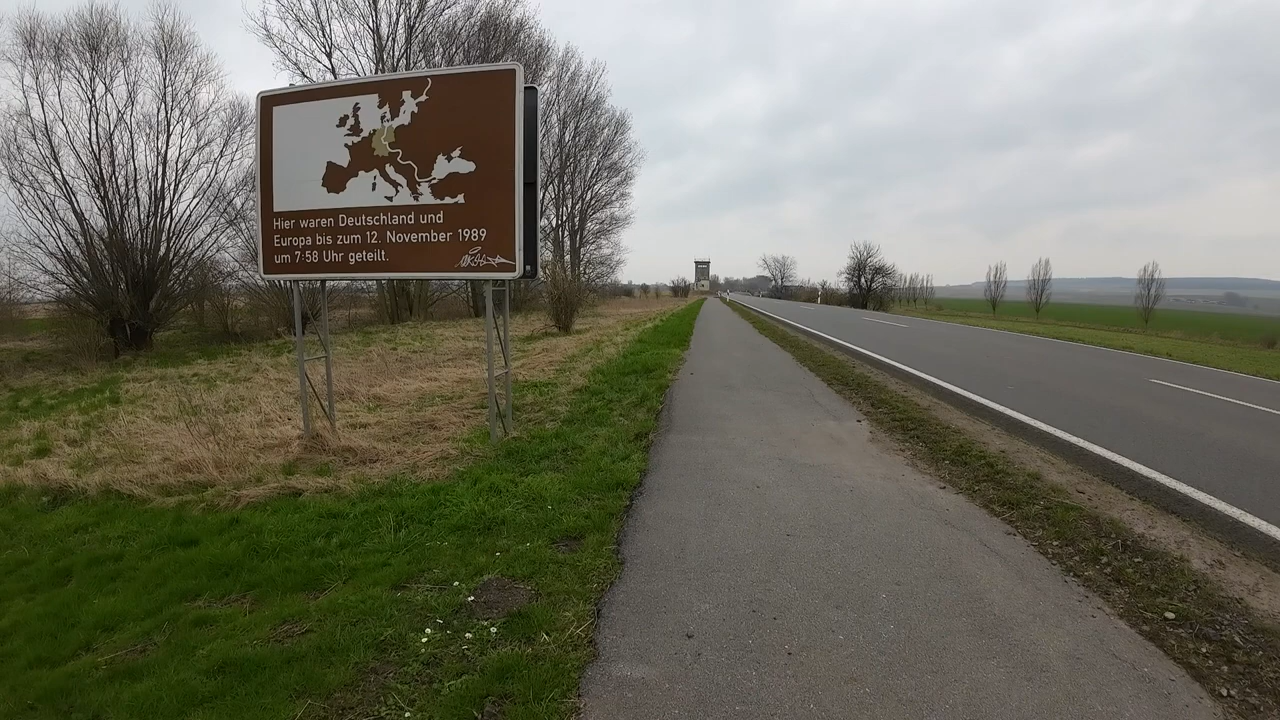 Hier waren Deutschland und
Europa bis zum 12. November 1989
um 7:58 Uhr geteilt.